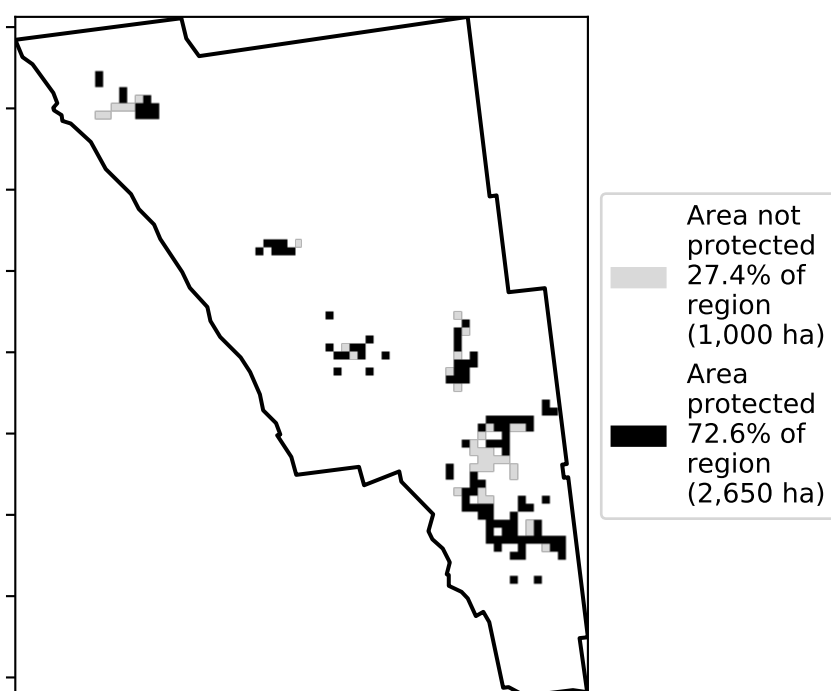 Area not
protected
27.4% of
region
(1,000 ha)
Area
protected
72.6% of
region
(2,650 ha)